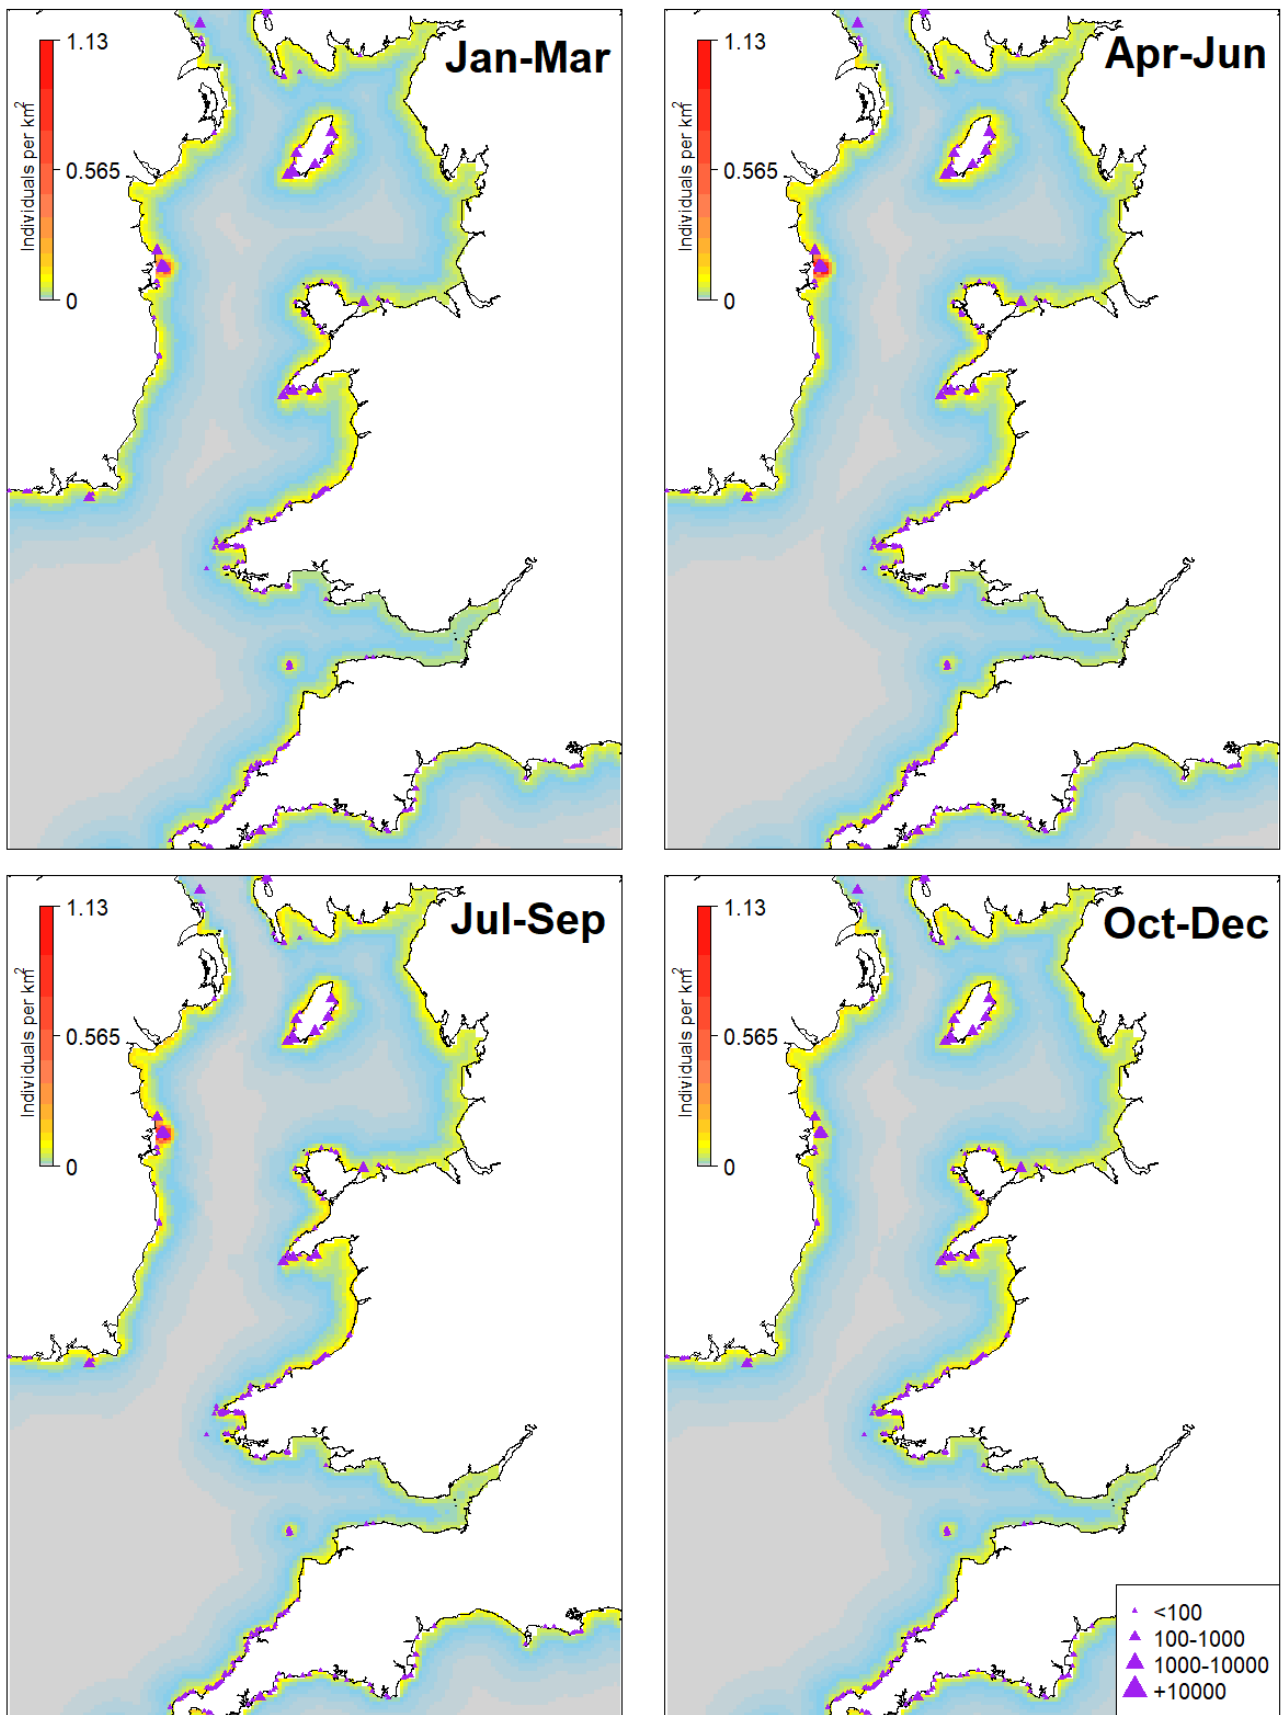 Jan-Mar
1.13
0.565
0
Individuals per km²
Apr-Jun
1.13
0.565
0
Individuals per km²
Jul-Sep
1.13
0.565
0
Individuals per km²
Oct-Dec
1.13
0.565
0
Individuals per km²
<100
100-1000
1000-10000
+10000